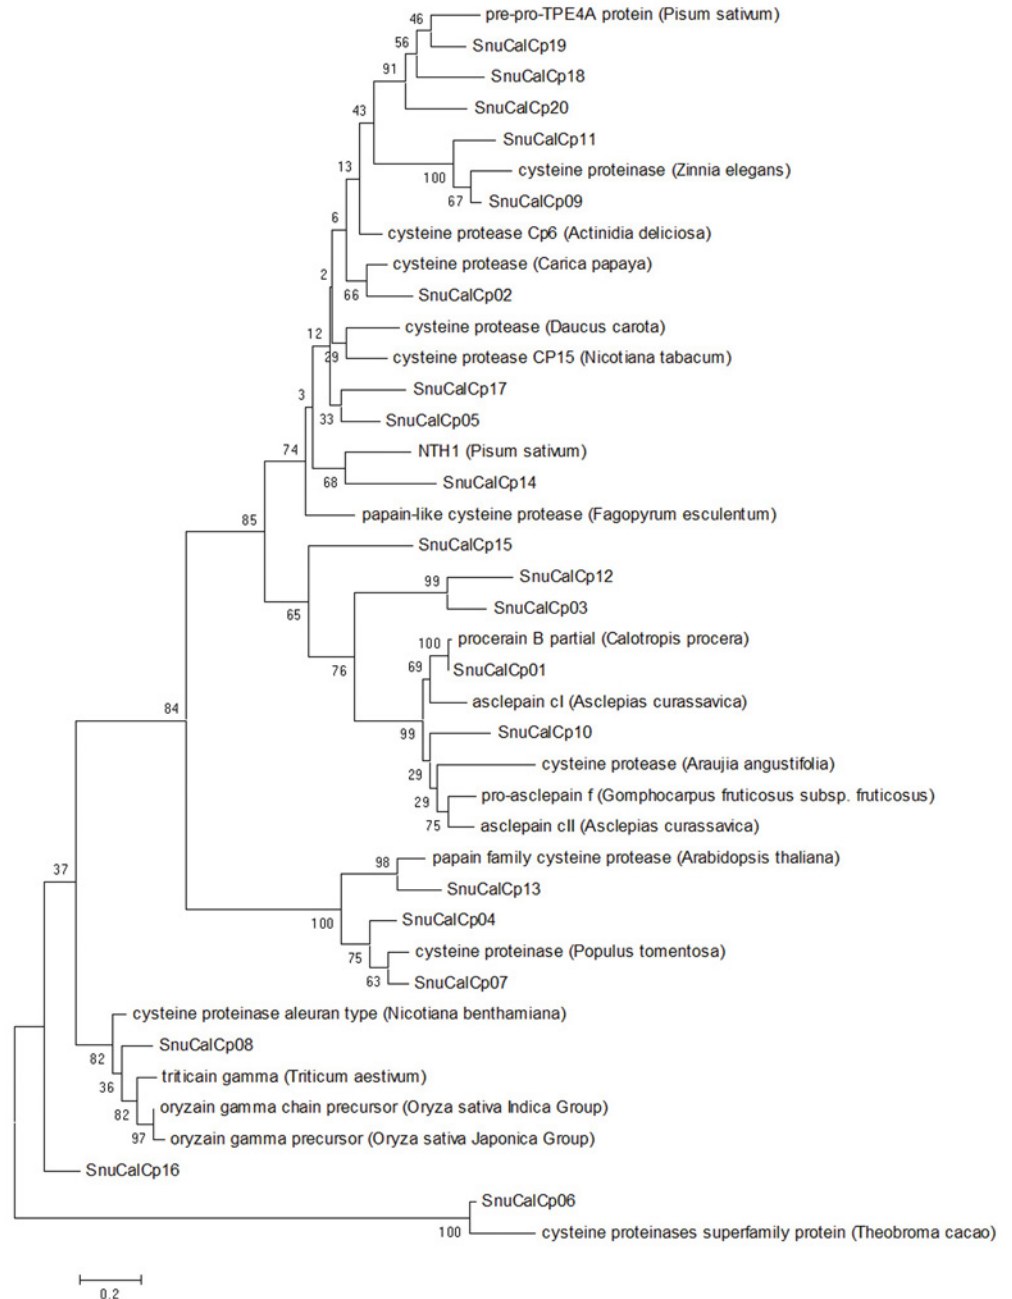 46
pre-pro-TPE4A protein (Pisum sativum)
56
SnuCalCp19
91
SnuCalCp18
SnuCalCp20
43
SnuCalCp11
13
100
cysteine proteinase (Zinnia elegans)
67
SnuCalCp09
6
cysteine protease Cp6 (Actinidia deliciosa)
cysteine protease (Carica papaya)
2
66
SnuCalCp02
12
cysteine protease (Daucus carota)
29
cysteine protease CP15 (Nicotiana tabacum)
3
SnuCalCp17
33
SnuCalCp05
74
NTH1 (Pisum sativum)
68
SnuCalCp14
papain-like cysteine protease (Fagopyrum esculentum)
85
SnuCalCp15
99
SnuCalCp12
65
SnuCalCp03
100
procerain B partial (Calotropis procera)
76
69
SnuCalCp01
asclepain cI (Asclepias curassavica)
84
99
SnuCalCp10
29
cysteine protease (Araujia angustifolia)
29
pro-asclepain f (Gomphocarpus fruticosus subsp. fruticosus)
75
asclepain cII (Asclepias curassavica)
37
98
papain family cysteine protease (Arabidopsis thaliana)
SnuCalCp13
100
SnuCalCp04
75
cysteine proteinase (Populus tomentosa)
63
SnuCalCp07
cysteine proteinase aleuran type (Nicotiana benthamiana)
82
SnuCalCp08
36
triticain gamma (Triticum aestivum)
82
oryzain gamma chain precursor (Oryza sativa Indica Group)
97
oryzain gamma precursor (Oryza sativa Japonica Group)
SnuCalCp16
SnuCalCp06
100
cysteine proteinases superfamily protein (Theobroma cacao)
0.2